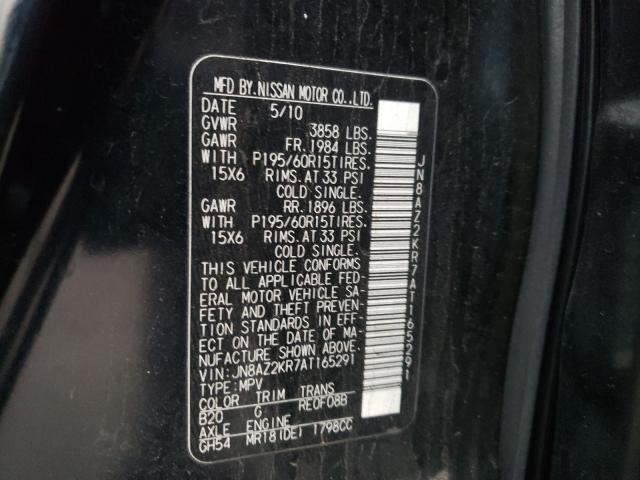 MFD BY. NISSAN MOTOR CO., LTD.
DATE 5/10
GVWR 3858 LBS.
GAWR FR. 1984 LBS.
WITH P195/60R15TIRES.
15X6 RIMS. AT 33 PSI
COLD SINGLE.
GAWR RR. 1896 LBS.
WITH P195/60R15TIRES.
15X6 RIMS. AT 33 PSI
COLD SINGLE.
THIS VEHICLE CONFORMS
TO ALL APPLICABLE FED-
ERAL MOTOR VEHICLE SA-
FETY AND THEFT PREVEN-
TION STANDARDS IN EFF-
ECT ON THE DATE OF MA-
NUFACTURE SHOWN ABOVE.
VIN: JN8AZ2KR7AT165291
TYPE: MPV
COLOR TRIM TRANS
B20 G RE0F08B
AXLE ENGINE
GH54 MR18(DE) 1798CC
JN8AZ2KR7AT165291